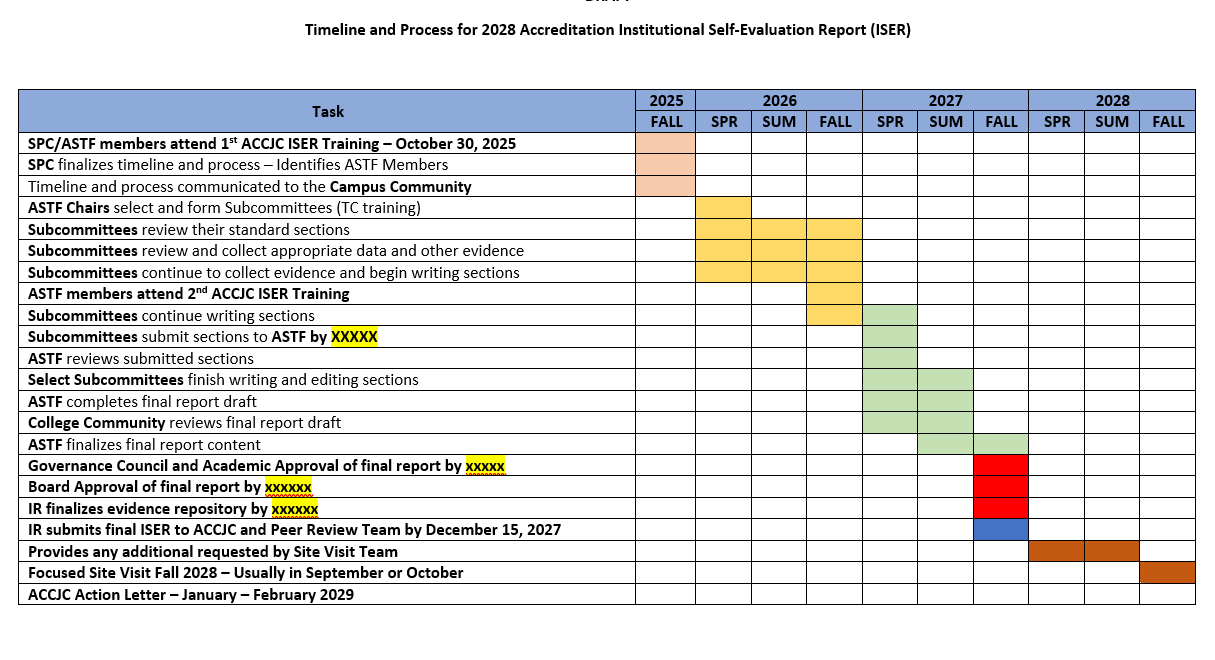 Timeline and Process for 2028 Accreditation Institutional Self-Evaluation Report (ISER)
Task
2025 2026 2027 2028
FALL SPR SUM FALL SPR SUM FALL SPR SUM FALL
SPC/ASTF members attend 1st ACCJC ISER Training – October 30, 2025
SPC finalizes timeline and process – Identifies ASTF Members
Timeline and process communicated to the Campus Community
ASTF Chairs select and form Subcommittees (TC training)
Subcommittees review their standard sections
Subcommittees review and collect appropriate data and other evidence
Subcommittees continue to collect evidence and begin writing sections
ASTF members attend 2nd ACCJC ISER Training
Subcommittees continue writing sections
Subcommittees submit sections to ASTF by XXXXX
ASTF reviews submitted sections
Select Subcommittees finish writing and editing sections
ASTF completes final report draft
College Community reviews final report draft
ASTF finalizes final report content
Governance Council and Academic Approval of final report by xxxxx
Board Approval of final report by xxxxxx
IR finalizes evidence repository by xxxxxx
IR submits final ISER to ACCJC and Peer Review Team by December 15, 2027
Provides any additional requested by Site Visit Team
Focused Site Visit Fall 2028 – Usually in September or October
ACCJC Action Letter – January – February 2029